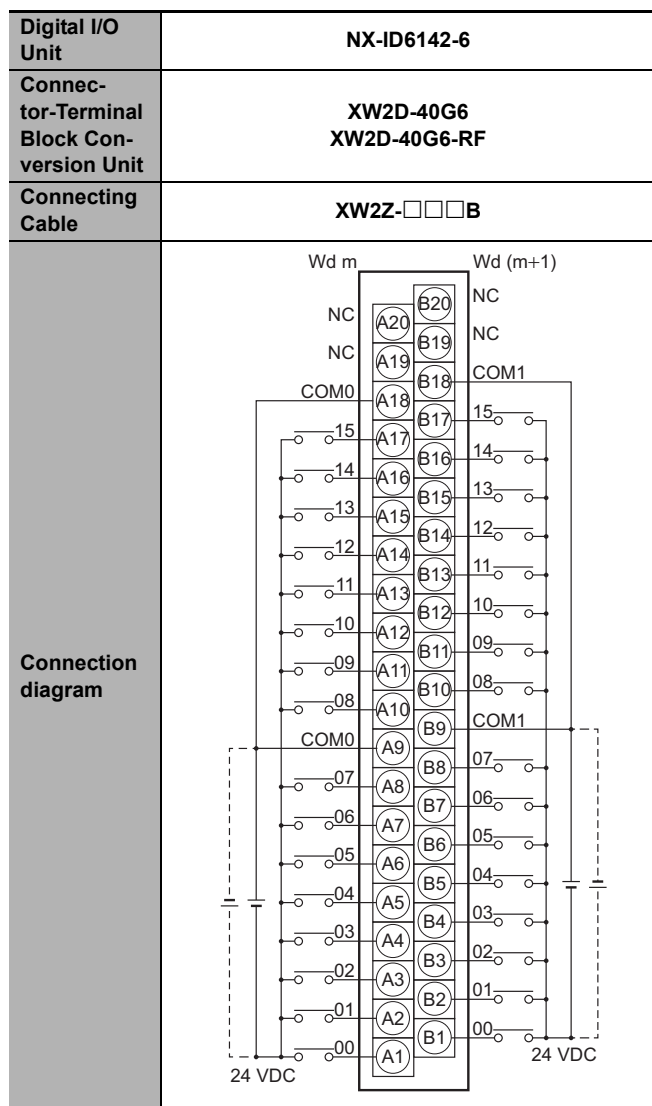 Digital I/O
Unit
NX-ID6142-6
Connec-
tor-Terminal
Block Con-
version Unit
XW2D-40G6
XW2D-40G6-RF
Connecting
Cable
XW2Z-□□□B
Connection
diagram
Wd m
Wd (m+1)
NC
B20
NC
A20
NC
B19
NC
A19
COM1
B18
COM0
A18
15
B17
15
A17
14
B16
14
A16
13
B15
13
A15
12
B14
12
A14
11
B13
11
A13
10
B12
10
A12
09
B11
09
A11
08
B10
08
A10
COM1
B9
COM0
A9
07
B8
07
A8
06
B7
06
A7
05
B6
05
A6
04
B5
04
A5
03
B4
03
A4
02
B3
02
A3
01
B2
01
A2
00
B1
00
A1
24 VDC
24 VDC